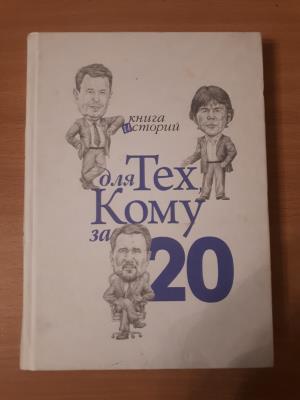 книга
историй
для Тех
Кому
за
20